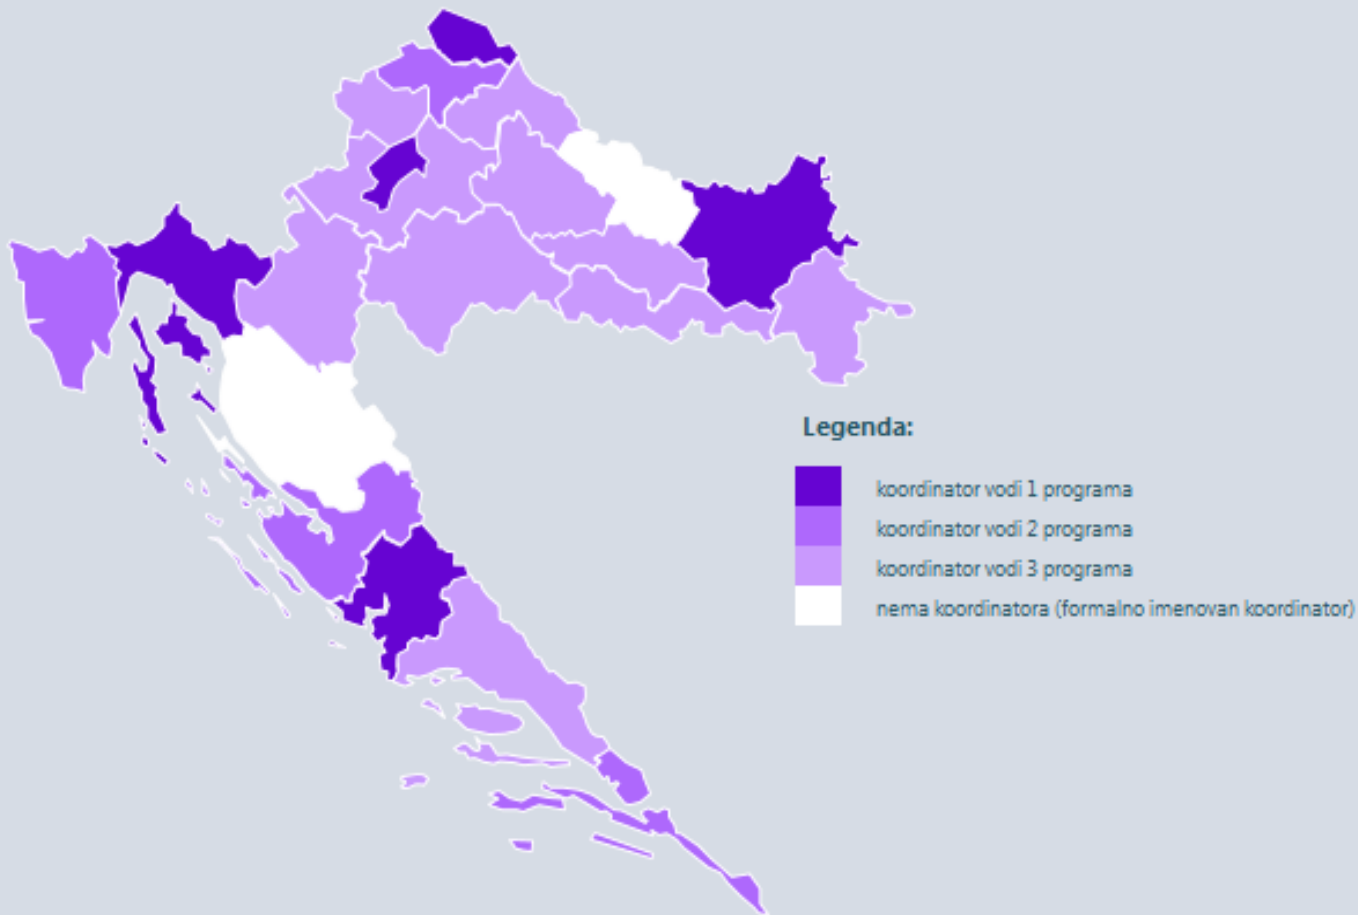 Legenda:
koordinator vodi 1 programa
koordinator vodi 2 programa
koordinator vodi 3 programa
nema koordinatora (formalno imenovan koordinator)